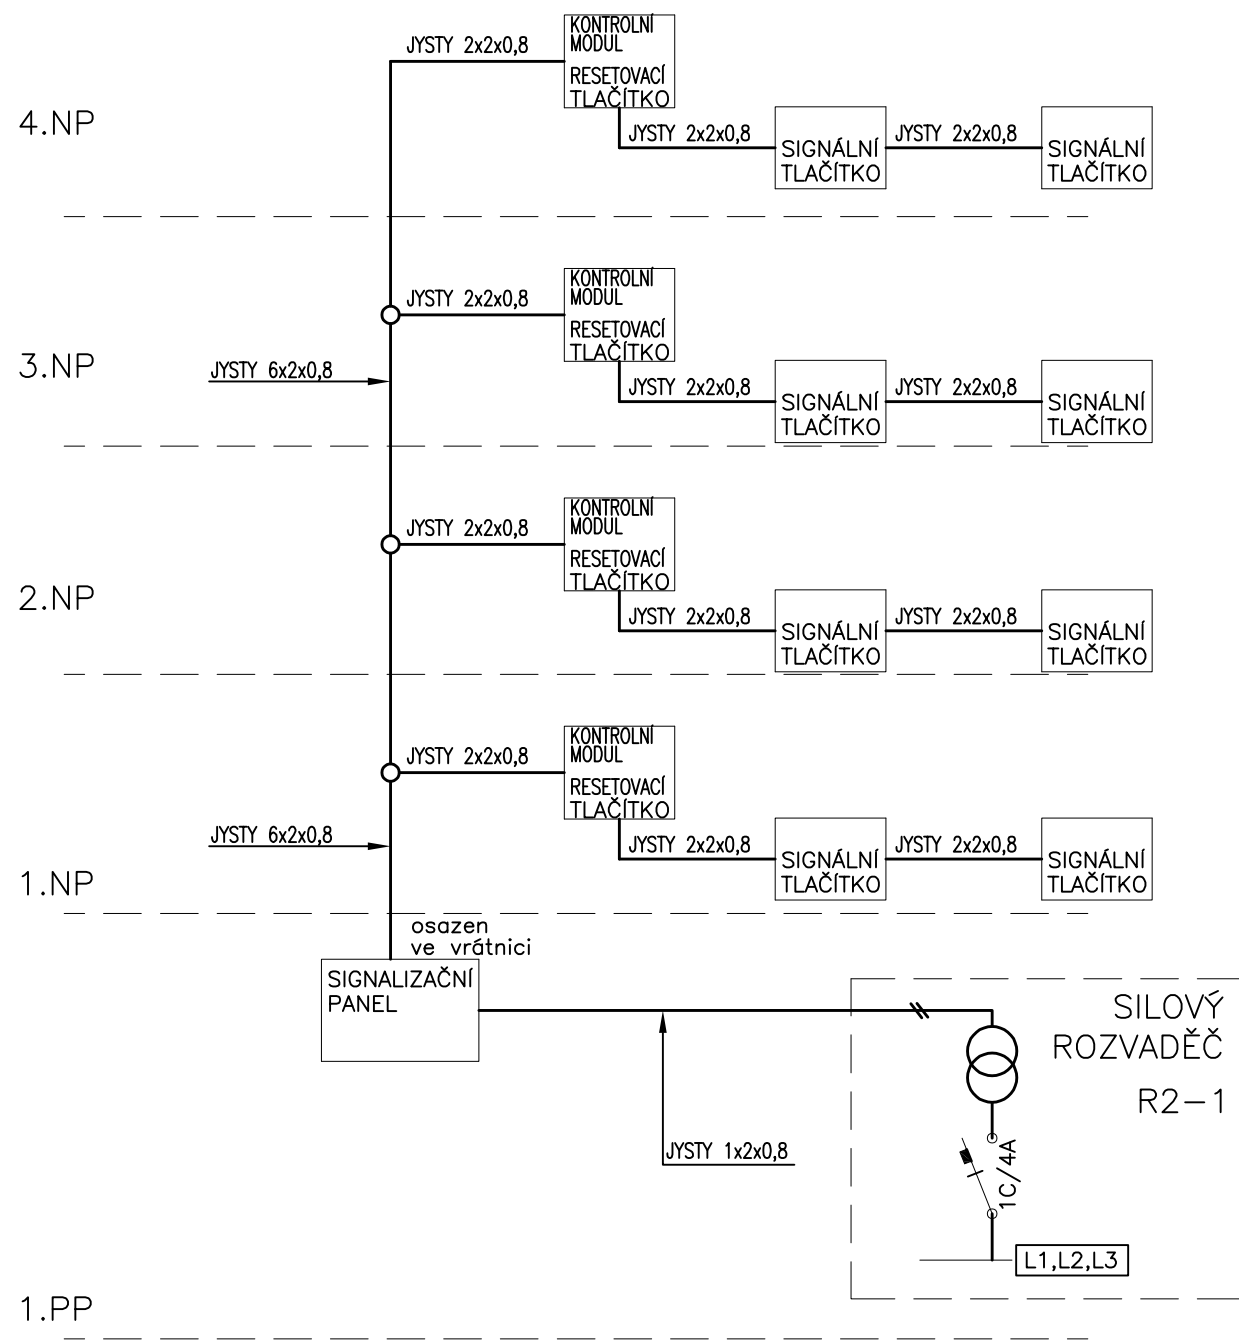 JYSTY 2x2x0,8
KONTROLNÍ
MODUL
RESETOVACÍ
TLAČÍTKO
4.NP
JYSTY 2x2x0,8
SIGNÁLNÍ
TLAČÍTKO
JYSTY 2x2x0,8
SIGNÁLNÍ
TLAČÍTKO
JYSTY 2x2x0,8
KONTROLNÍ
MODUL
RESETOVACÍ
TLAČÍTKO
3.NP
JYSTY 6x2x0,8
JYSTY 2x2x0,8
SIGNÁLNÍ
TLAČÍTKO
JYSTY 2x2x0,8
SIGNÁLNÍ
TLAČÍTKO
JYSTY 2x2x0,8
KONTROLNÍ
MODUL
RESETOVACÍ
TLAČÍTKO
2.NP
JYSTY 2x2x0,8
SIGNÁLNÍ
TLAČÍTKO
JYSTY 2x2x0,8
SIGNÁLNÍ
TLAČÍTKO
JYSTY 2x2x0,8
KONTROLNÍ
MODUL
RESETOVACÍ
TLAČÍTKO
JYSTY 6x2x0,8
JYSTY 2x2x0,8
SIGNÁLNÍ
TLAČÍTKO
JYSTY 2x2x0,8
SIGNÁLNÍ
TLAČÍTKO
1.NP
osazen
ve vrátnici
SIGNALIZAČNÍ
PANEL
SILOVÝ
ROZVADĚČ
R2-1
JYSTY 1x2x0,8
1C/4A
L1,L2,L3
1.PP